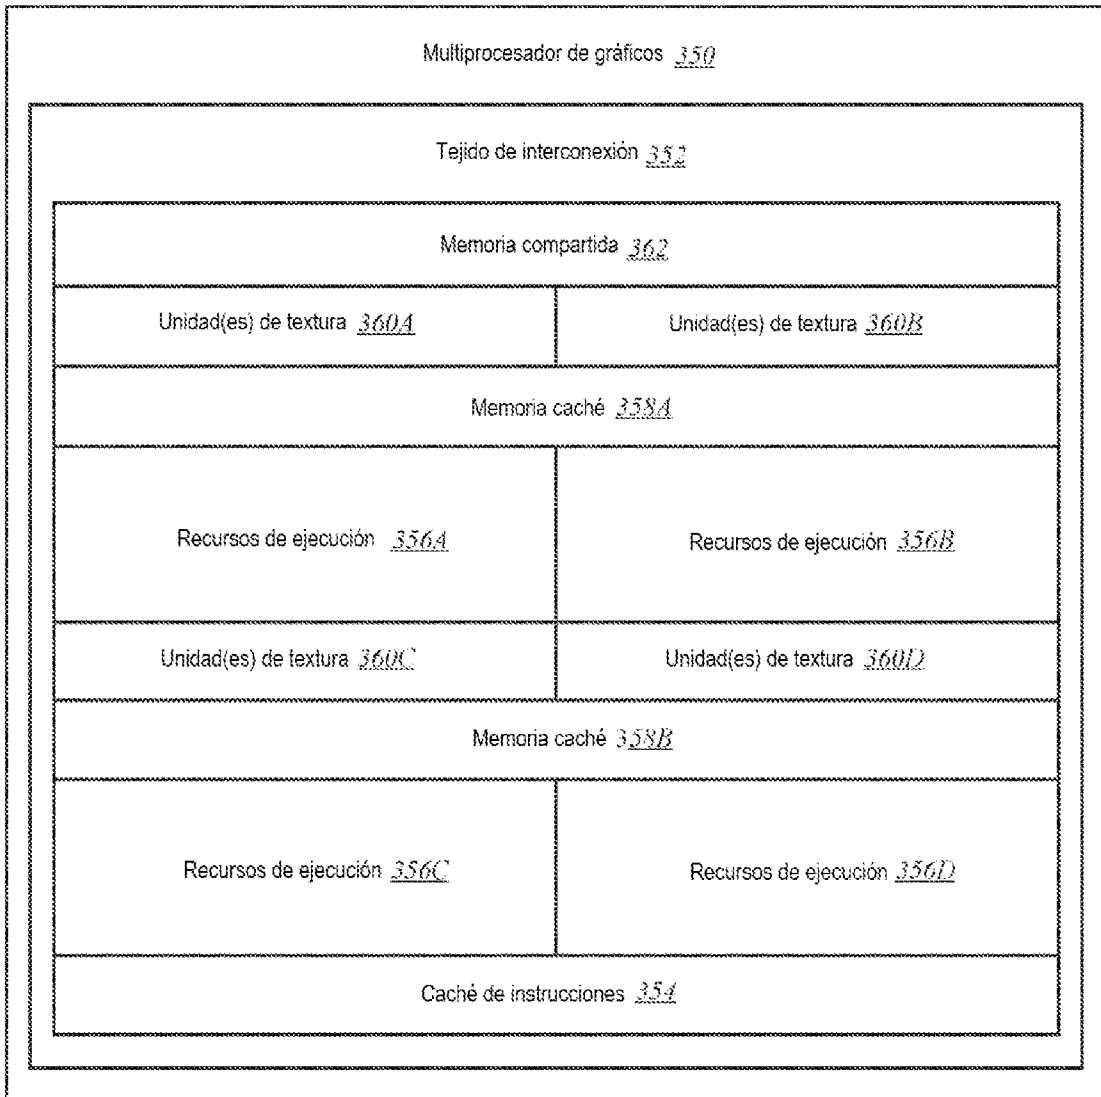 Multiprocesador de gráficos 350
Tejido de interconexión 352
Memoria compartida 362
Unidad(es) de textura 360A
Unidad(es) de textura 360B
Memoria caché 358A
Recursos de ejecución 356A
Recursos de ejecución 356B
Unidad(es) de textura 360C
Unidad(es) de textura 360D
Memoria caché 358B
Recursos de ejecución 356C
Recursos de ejecución 356D
Caché de instrucciones 354